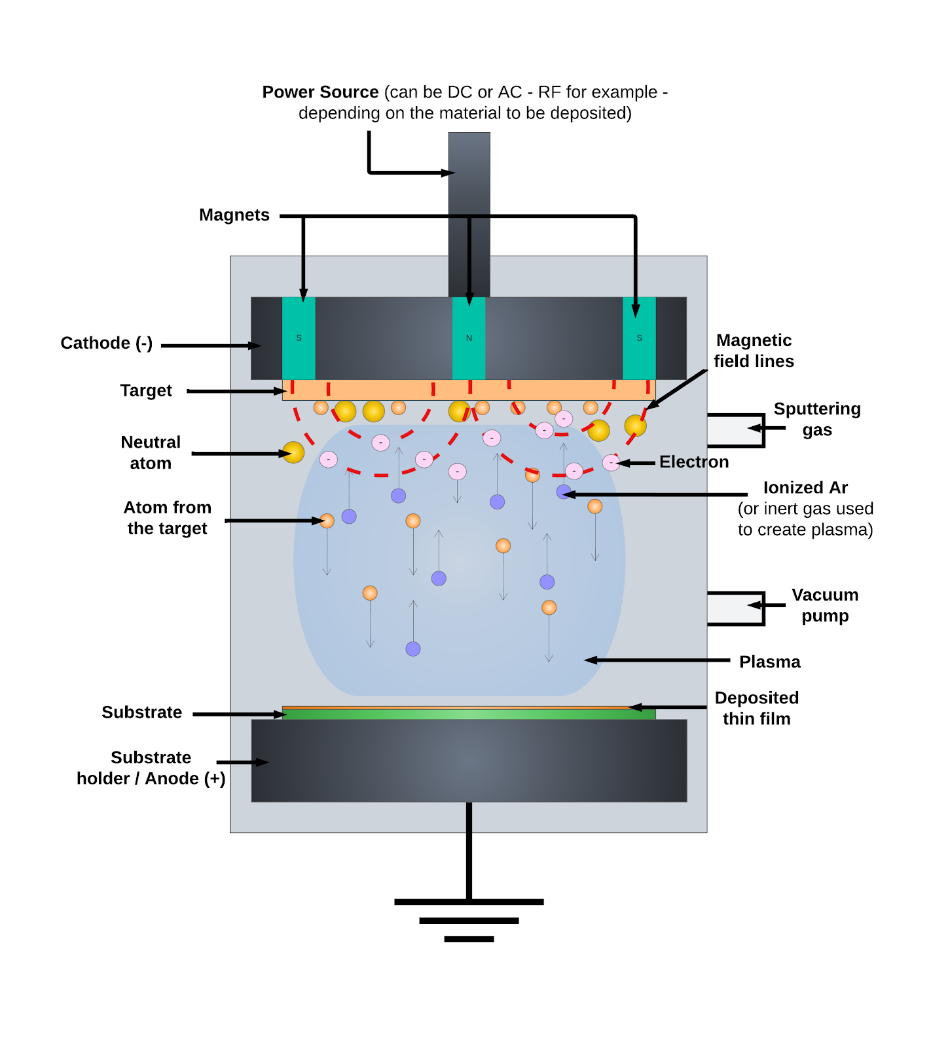 Power Source (can be DC or AC - RF for example -
depending on the material to be deposited)
Magnets
S
N
S
Cathode (-)
Magnetic
field lines
Target
Sputtering
gas
Neutral
atom
Electron
Ionized Ar
(or inert gas used
to create plasma)
Atom from
the target
Vacuum
pump
Plasma
Deposited
thin film
Substrate
Substrate
holder / Anode (+)
-
-
-
-
-
-
-
-
-